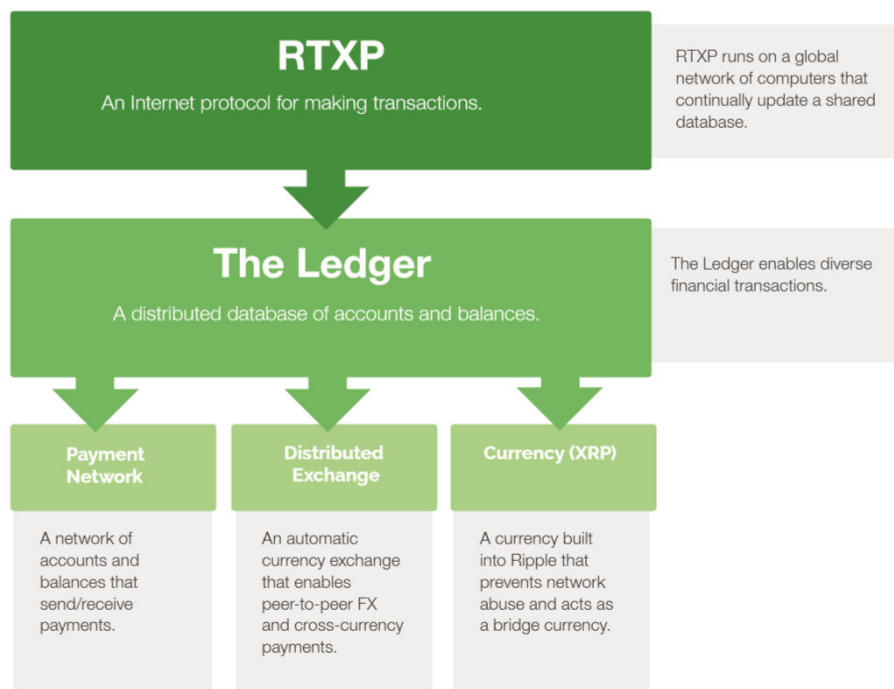 RTXP
An Internet protocol for making transactions.
RTXP runs on a global
network of computers that
continually update a shared
database.
The Ledger
A distributed database of accounts and balances.
The Ledger enables diverse
financial transactions.
Payment
Network
A network of
accounts and
balances that
send/receive
payments.
Distributed
Exchange
An automatic
currency exchange
that enables
peer-to-peer FX
and cross-currency
payments.
Currency (XRP)
A currency built
into Ripple that
prevents network
abuse and acts as
a bridge currency.